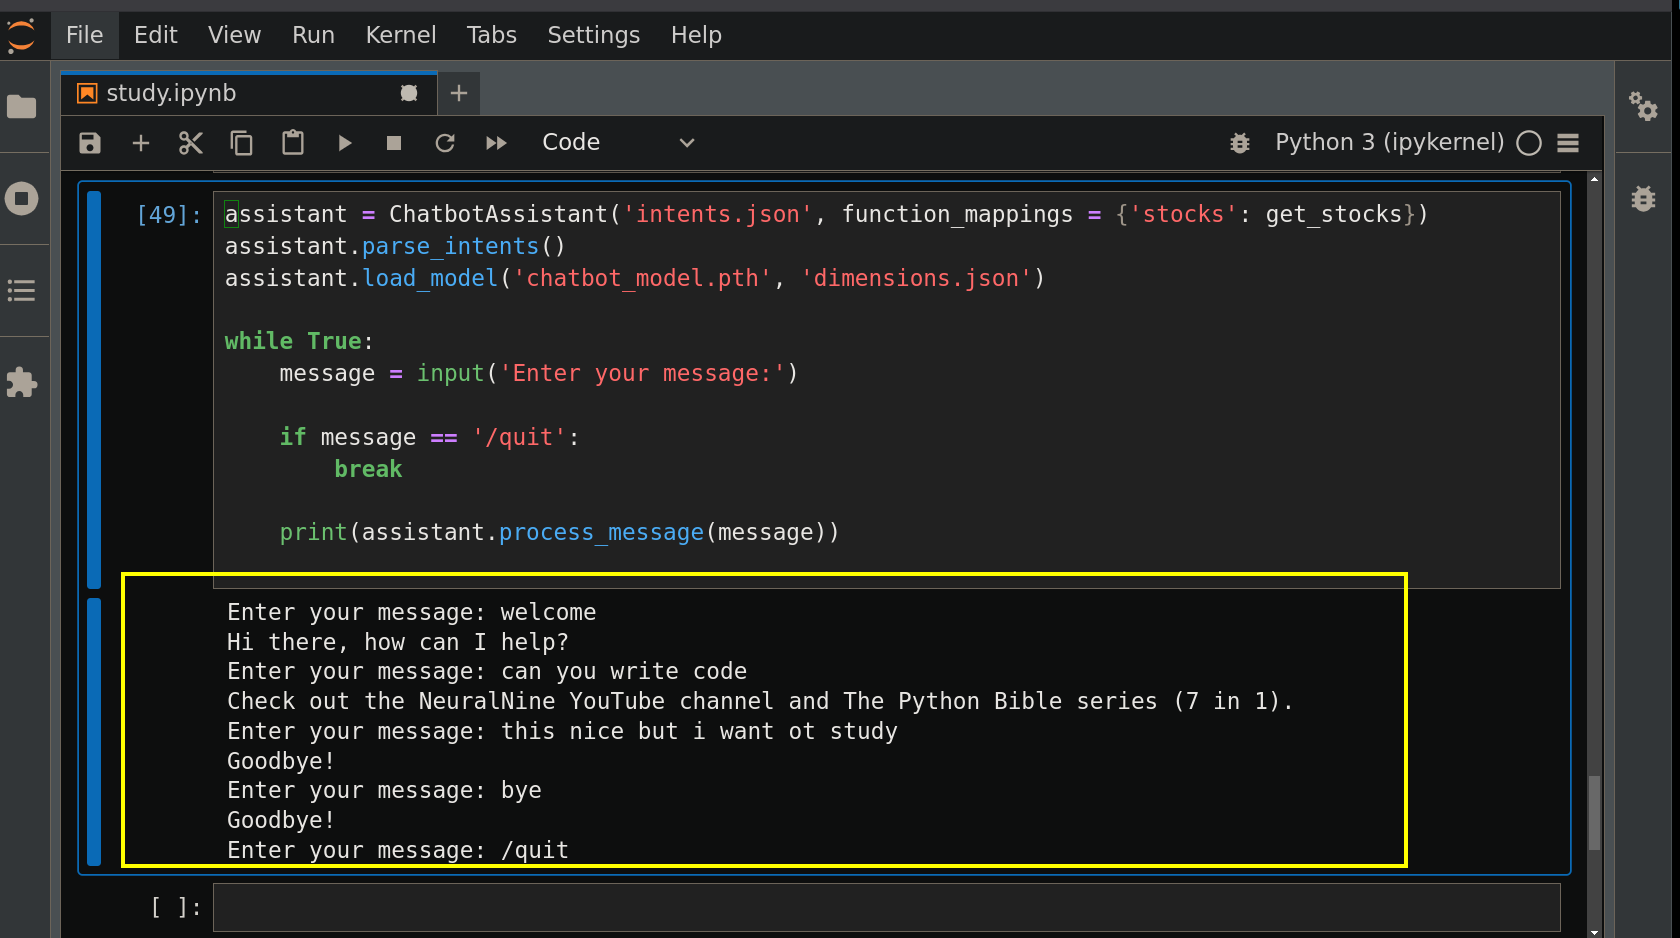 File Edit View Run Kernel Tabs Settings Help
study.ipynb
Code Python 3 (ipykernel)
[49]: assistant = ChatbotAssistant('intents.json', function_mappings = {'stocks': get_stocks})
assistant.parse_intents()
assistant.load_model('chatbot_model.pth', 'dimensions.json')
while True:
message = input('Enter your message:')
if message == '/quit':
break
print(assistant.process_message(message))
Enter your message: welcome
Hi there, how can I help?
Enter your message: can you write code
Check out the NeuralNine YouTube channel and The Python Bible series (7 in 1).
Enter your message: this nice but i want ot study
Goodbye!
Enter your message: bye
Goodbye!
Enter your message: /quit
[ ]: